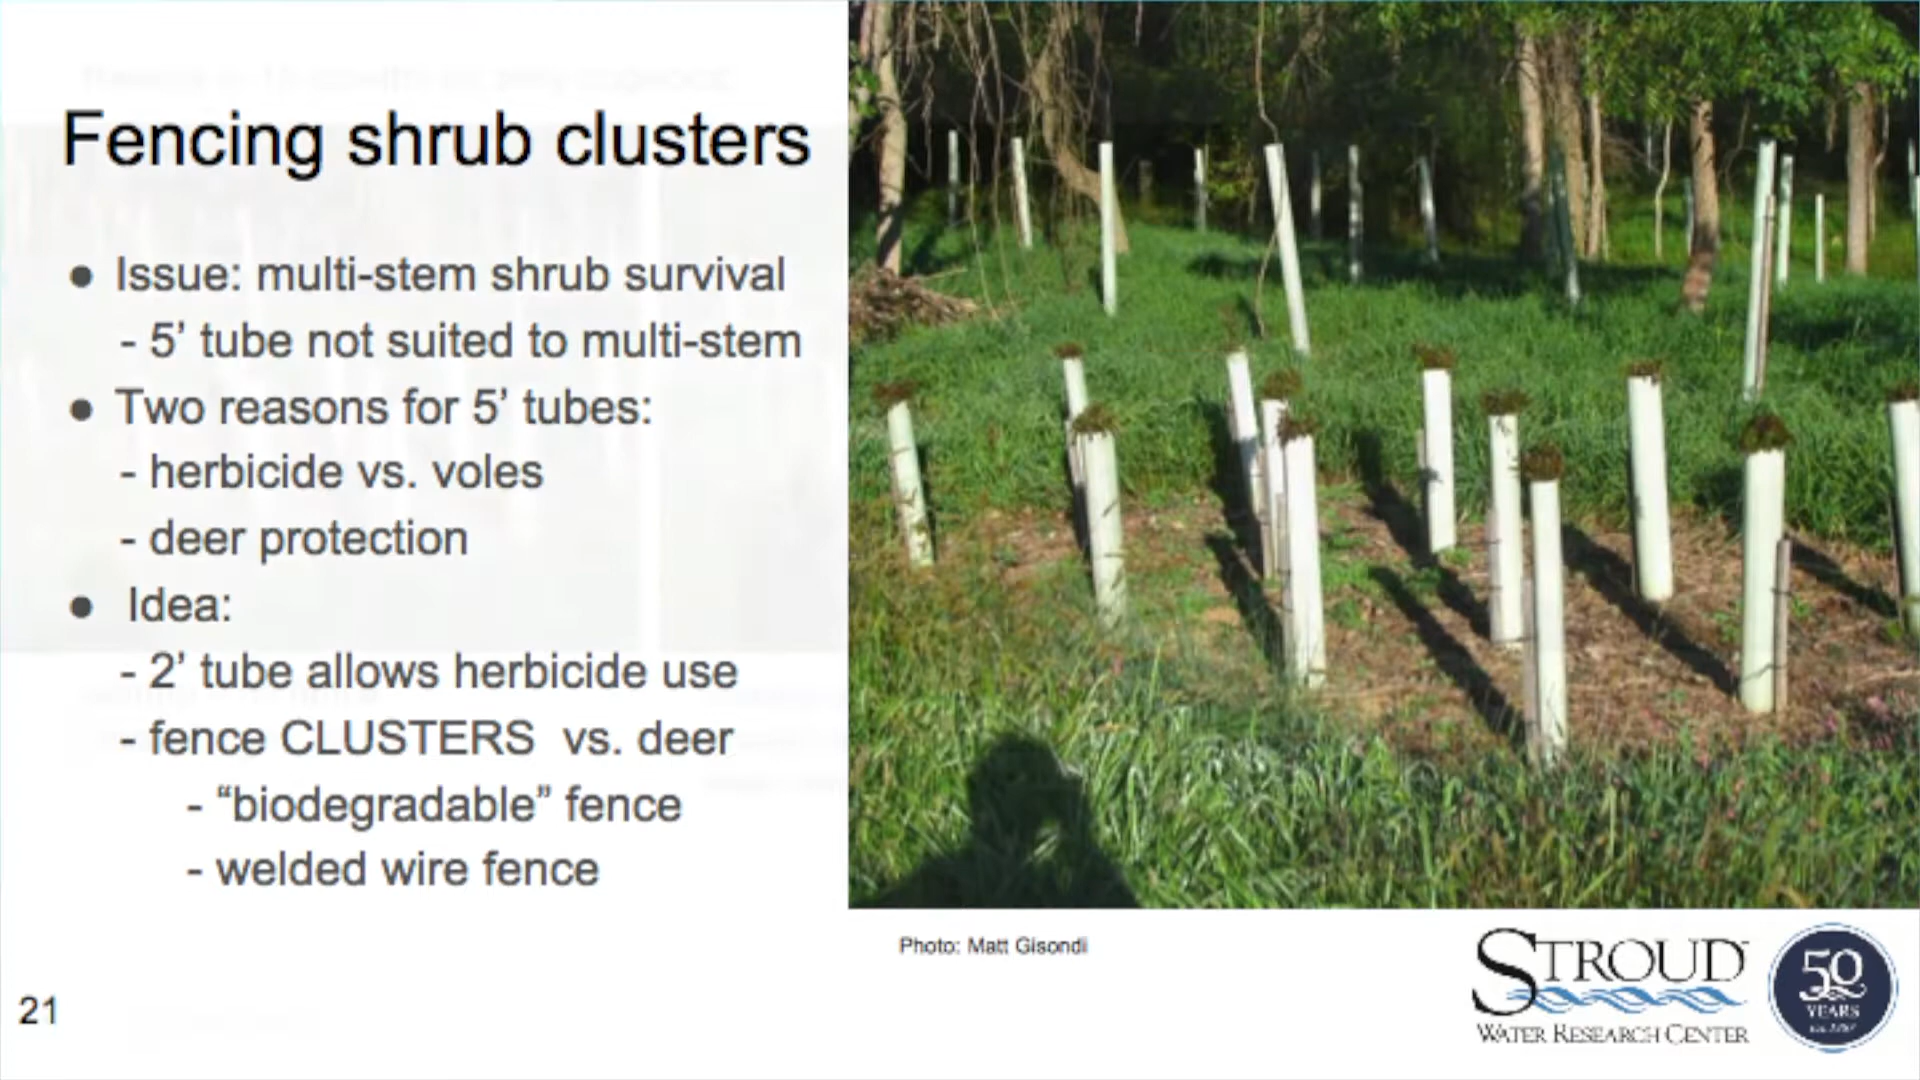 Fencing shrub clusters
● Issue: multi-stem shrub survival
- 5’ tube not suited to multi-stem
● Two reasons for 5’ tubes:
- herbicide vs. voles
- deer protection
● Idea:
- 2’ tube allows herbicide use
- fence CLUSTERS vs. deer
- “biodegradable” fence
- welded wire fence
Photo: Matt Gisondi
STROUD
WATER RESEARCH CENTER
50
YEARS
21